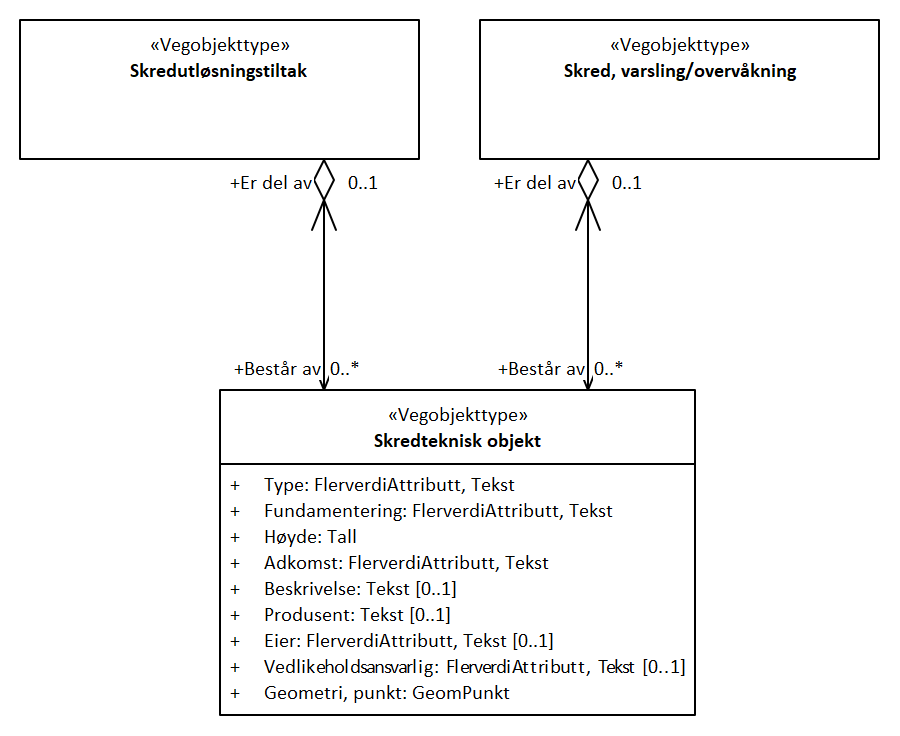 «Vegobjekttype»
Skredutløsningstiltak
«Vegobjekttype»
Skred, varsling/overvåkning
+Er del av 0..1
+Er del av 0..1
+Består av 0..*
+Består av 0..*
«Vegobjekttype»
Skredteknisk objekt
+ Type: FlerverdiAttributt, Tekst
+ Fundamentering: FlerverdiAttributt, Tekst
+ Høyde: Tall
+ Adkomst: FlerverdiAttributt, Tekst
+ Beskrivelse: Tekst [0..1]
+ Produsent: Tekst [0..1]
+ Eier: FlerverdiAttributt, Tekst [0..1]
+ Vedlikeholdsansvarlig: FlerverdiAttributt, Tekst [0..1]
+ Geometri, punkt: GeomPunkt